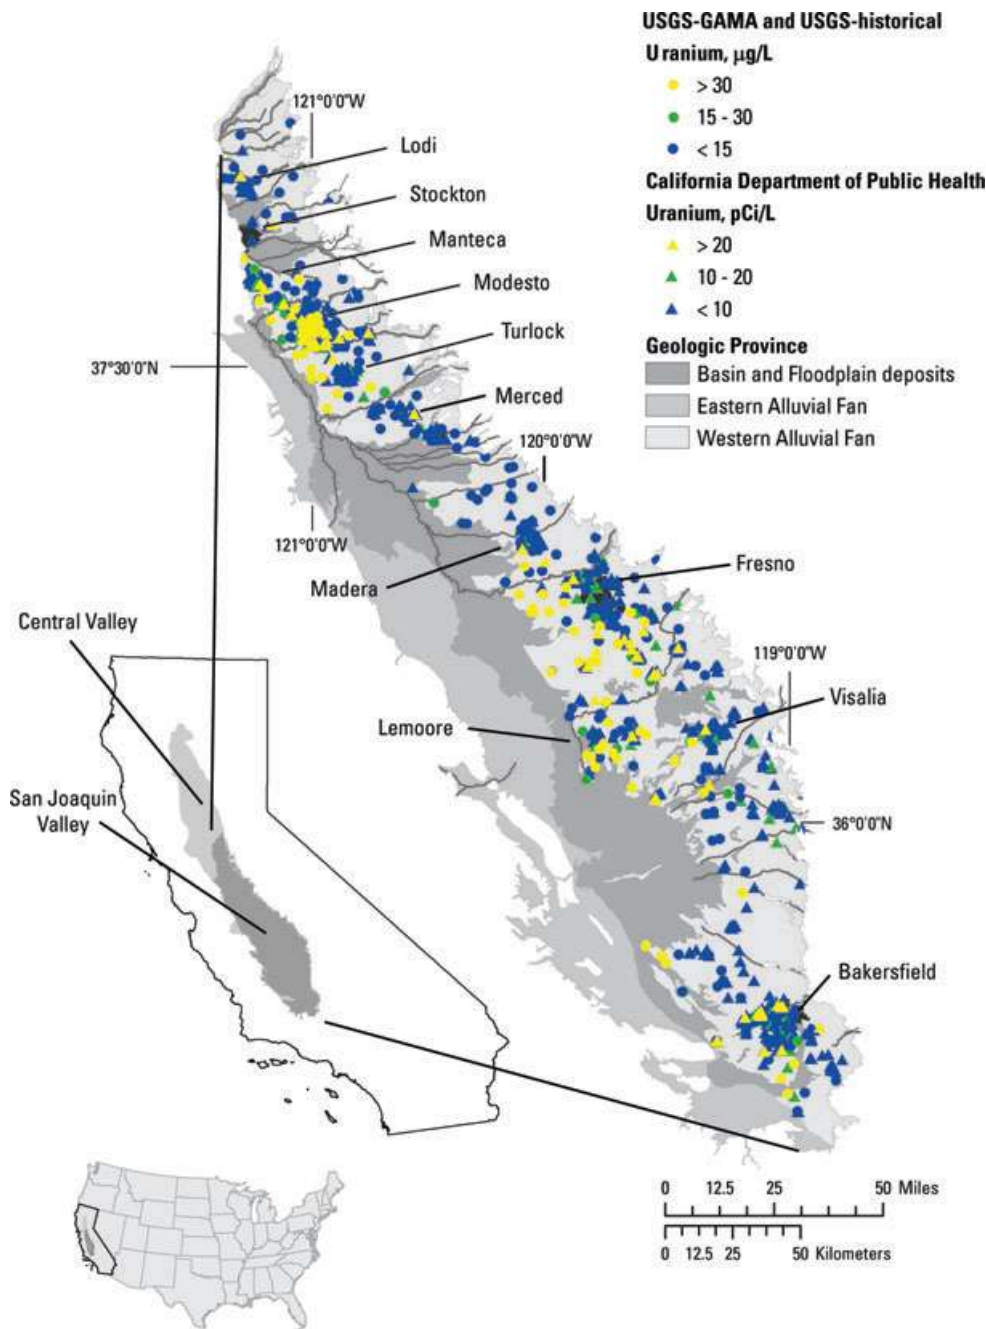 USGS-GAMA and USGS-historical
Uranium, µg/L
> 30
15 - 30
< 15
California Department of Public Health
Uranium, pCi/L
> 20
10 - 20
< 10
Geologic Province
Basin and Floodplain deposits
Eastern Alluvial Fan
Western Alluvial Fan
121°0'0"W
Lodi
Stockton
Manteca
Modesto
Turlock
37°30'0"N
Merced
120°0'0"W
121°0'0"W
Madera
Fresno
Central Valley
119°0'0"W
Visalia
Lemoore
San Joaquin
Valley
36°0'0"N
Bakersfield
0 12.5 25 50 Miles
0 12.5 25 50 Kilometers